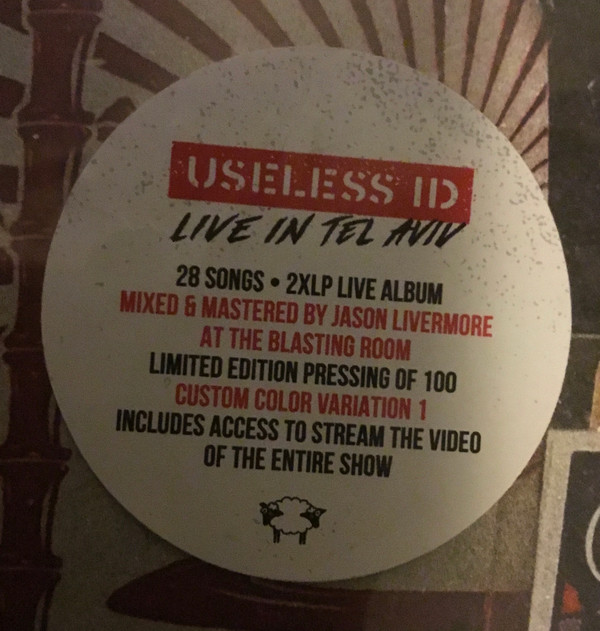 USELESS ID
LIVE IN TEL AVIV
28 SONGS • 2XLP LIVE ALBUM
MIXED & MASTERED BY JASON LIVERMORE
AT THE BLASTING ROOM
LIMITED EDITION PRESSING OF 100
CUSTOM COLOR VARIATION 1
INCLUDES ACCESS TO STREAM THE VIDEO
OF THE ENTIRE SHOW